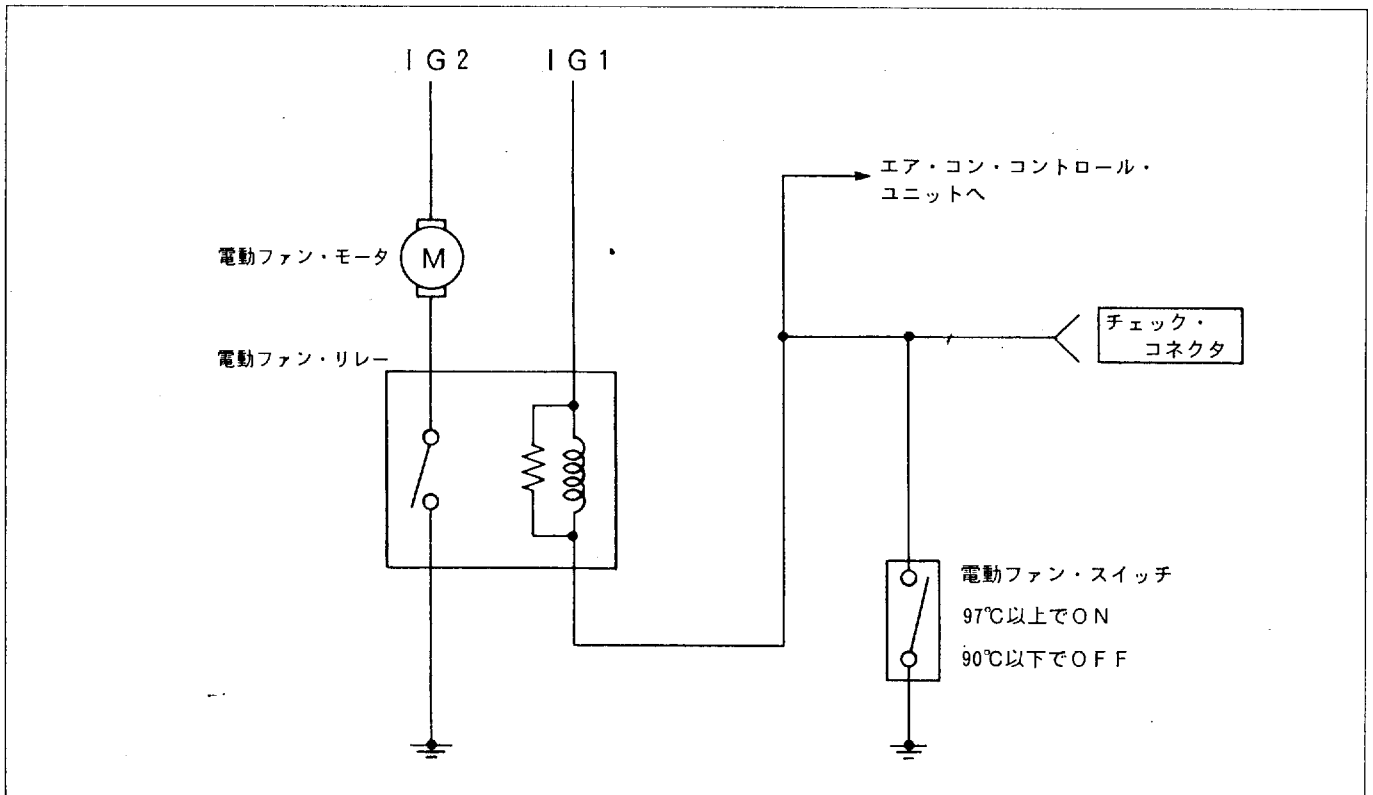 IG2 IG1
エア・コン・コントロール・
ユニットへ
電動ファン・モータ
M
チェック・
コネクタ
電動ファン・リレー
電動ファン・スイッチ
97℃以上でON
90℃以下でOFF